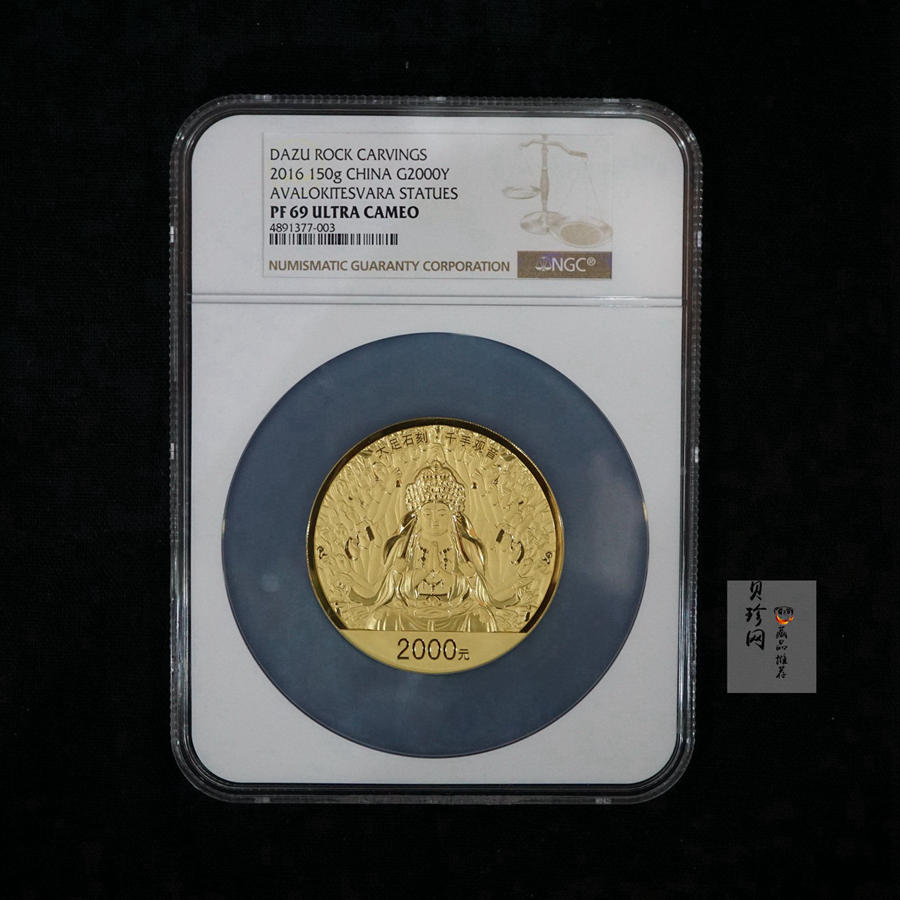 DAZU ROCK CARVINGS
2016 150g CHINA G2000Y
AVALOKITESVARA STATUES
PF 69 ULTRA CAMEO
4891377-003
NUMISMATIC GUARANTY CORPORATION
NGC®
大足石刻·千手观音
2000元
贝珍网
藏品推荐